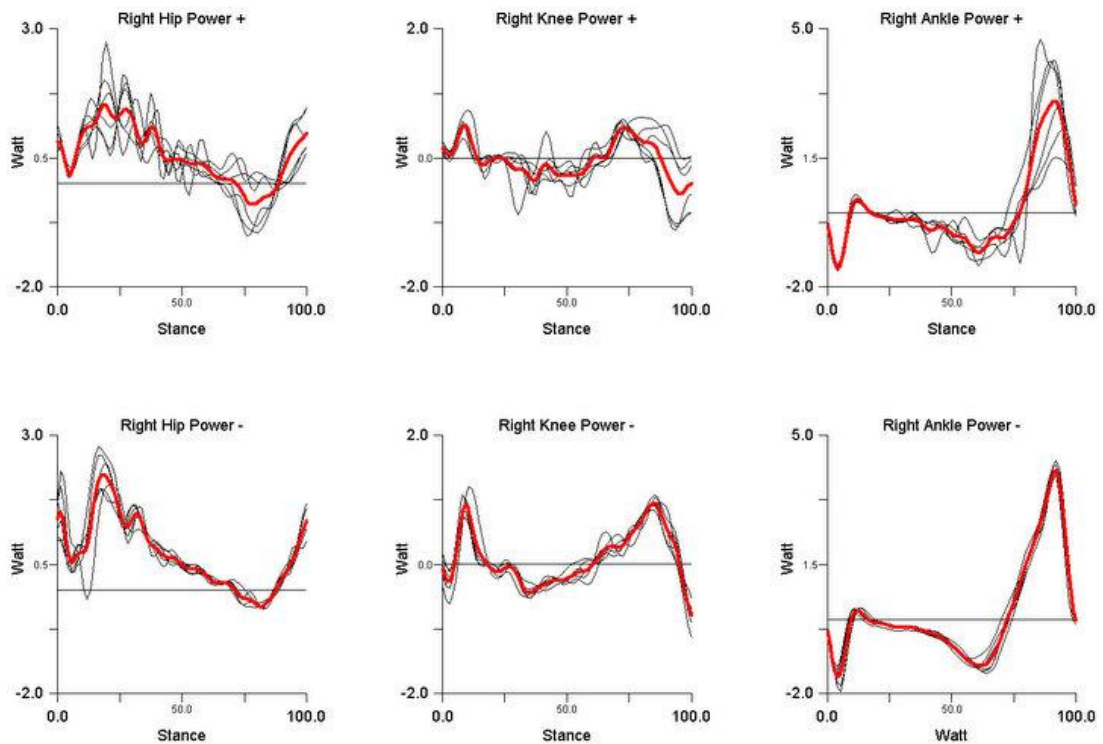 Right Hip Power +
3.0
Watt
0.5
-2.0
0.0
50.0
100.0
Stance
Right Knee Power +
2.0
Watt
0.0
-2.0
0.0
50.0
100.0
Stance
Right Ankle Power +
5.0
Watt
1.5
-2.0
0.0
50.0
100.0
Stance
Right Hip Power -
3.0
Watt
0.5
-2.0
0.0
50.0
100.0
Stance
Right Knee Power -
2.0
Watt
0.0
-2.0
0.0
50.0
100.0
Stance
Right Ankle Power -
5.0
Watt
1.5
-2.0
0.0
50.0
100.0
Watt